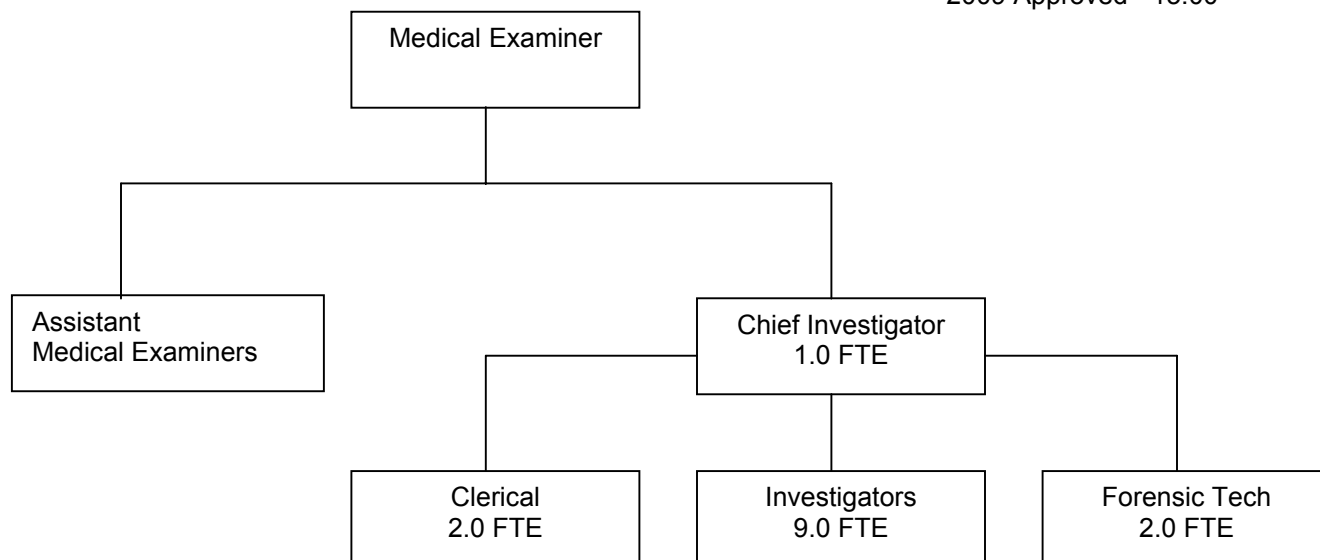 Approved
Medical Examiner
Assistant
Medical Examiners
Chief Investigator
1.0 FTE
Clerical
2.0 FTE
Investigators
9.0 FTE
Forensic Tech
2.0 FTE